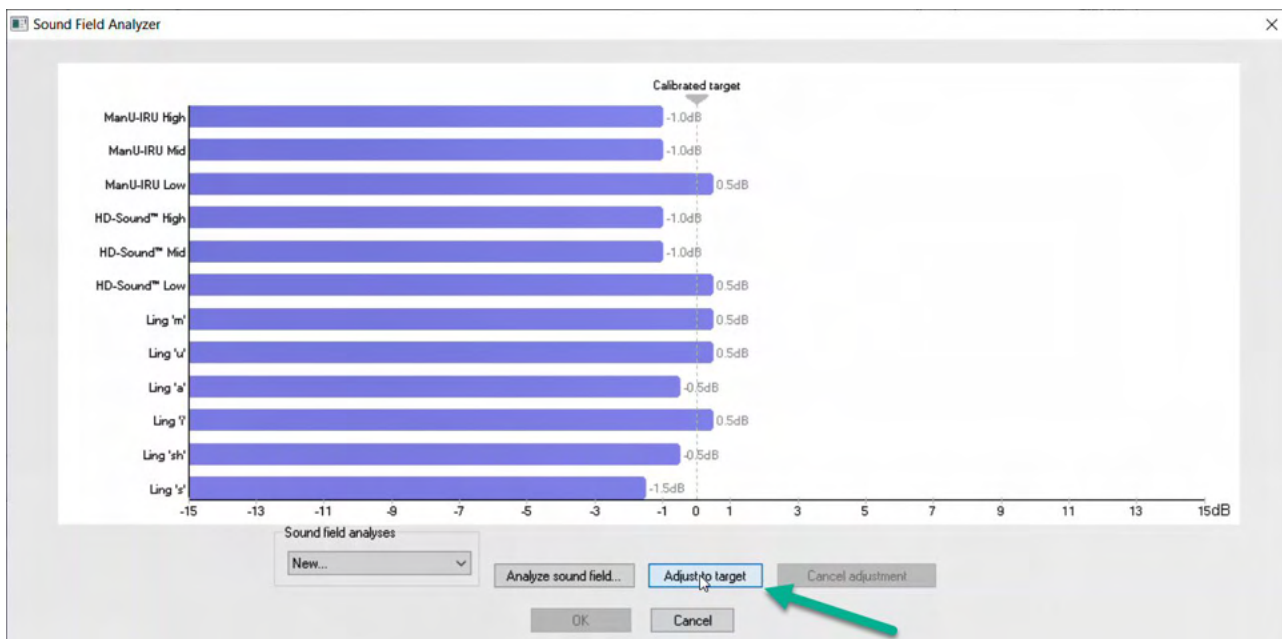 Sound Field Analyzer
Calibrated target
ManU-IRU High -1.0dB
ManU-IRU Mid -1.0dB
ManU-IRU Low 0.5dB
HD-Sound™ High -1.0dB
HD-Sound™ Mid -1.0dB
HD-Sound™ Low 0.5dB
Ling 'm' 0.5dB
Ling 'u' 0.5dB
Ling 'a' -0.5dB
Ling 'i' 0.5dB
Ling 'sh' -0.5dB
Ling 's' -1.5dB
-15 -13 -11 -9 -7 -5 -3 -1 0 1 3 5 7 9 11 13 15dB
Sound field analyses
New... Analyze sound field... Adjust to target Cancel adjustment
OK Cancel